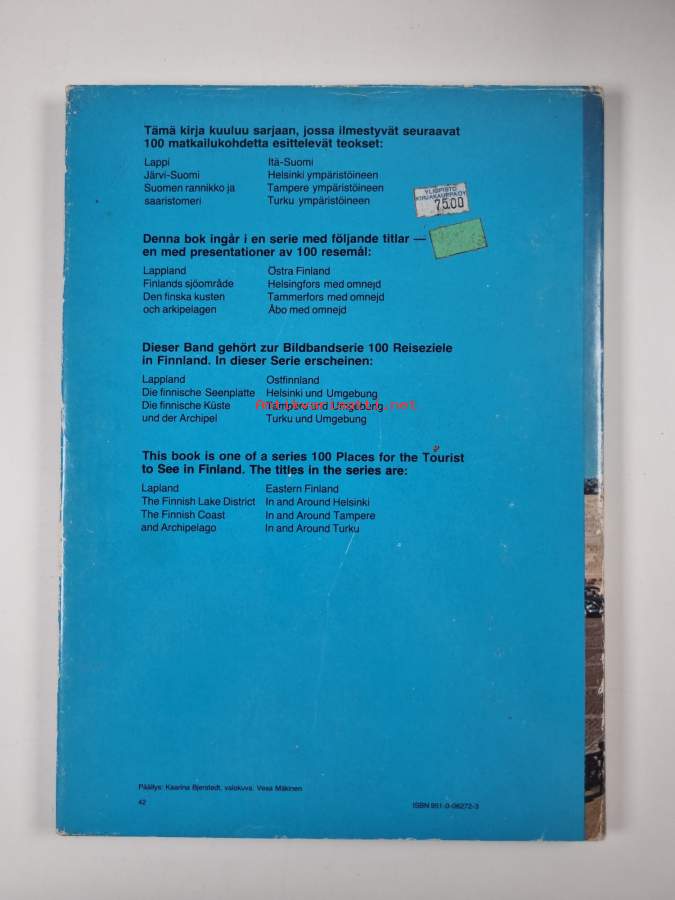 Tämä kirja kuuluu sarjaan, jossa ilmestyvät seuraavat
100 matkailukohdetta esittelevät teokset:
Lappi Itä-Suomi
Järvi-Suomi Helsinki ympäristöineen
Suomen rannikko ja Tampere ympäristöineen
saaristomeri Turku ympäristöineen
YLIOPISTO
KIRJAKAUPPA OY
75.00
Denna bok ingår i en serie med följande titlar —
en med presentationer av 100 resemål:
Lappland Östra Finland
Finlands sjöområde Helsingfors med omnejd
Den finska kusten Tammerfors med omnejd
och arkipelagen Åbo med omnejd
Dieser Band gehört zur Bildbandserie 100 Reiseziele
in Finnland. In dieser Serie erscheinen:
Lappland Ostfinnland
Die finnische Seenplatte Helsinki und Umgebung
Die finnische Küste Tampere und Umgebung
und der Archipel Turku und Umgebung
Antikvariaatti.net
This book is one of a series 100 Places for the Tourist
to See in Finland. The titles in the series are:
Lapland Eastern Finland
The Finnish Lake District In and Around Helsinki
The Finnish Coast In and Around Tampere
and Archipelago In and Around Turku
Päällys: Kaarina Bjerstedt, valokuva: Vesa Mäkinen
42 ISBN 951-0-06272-3